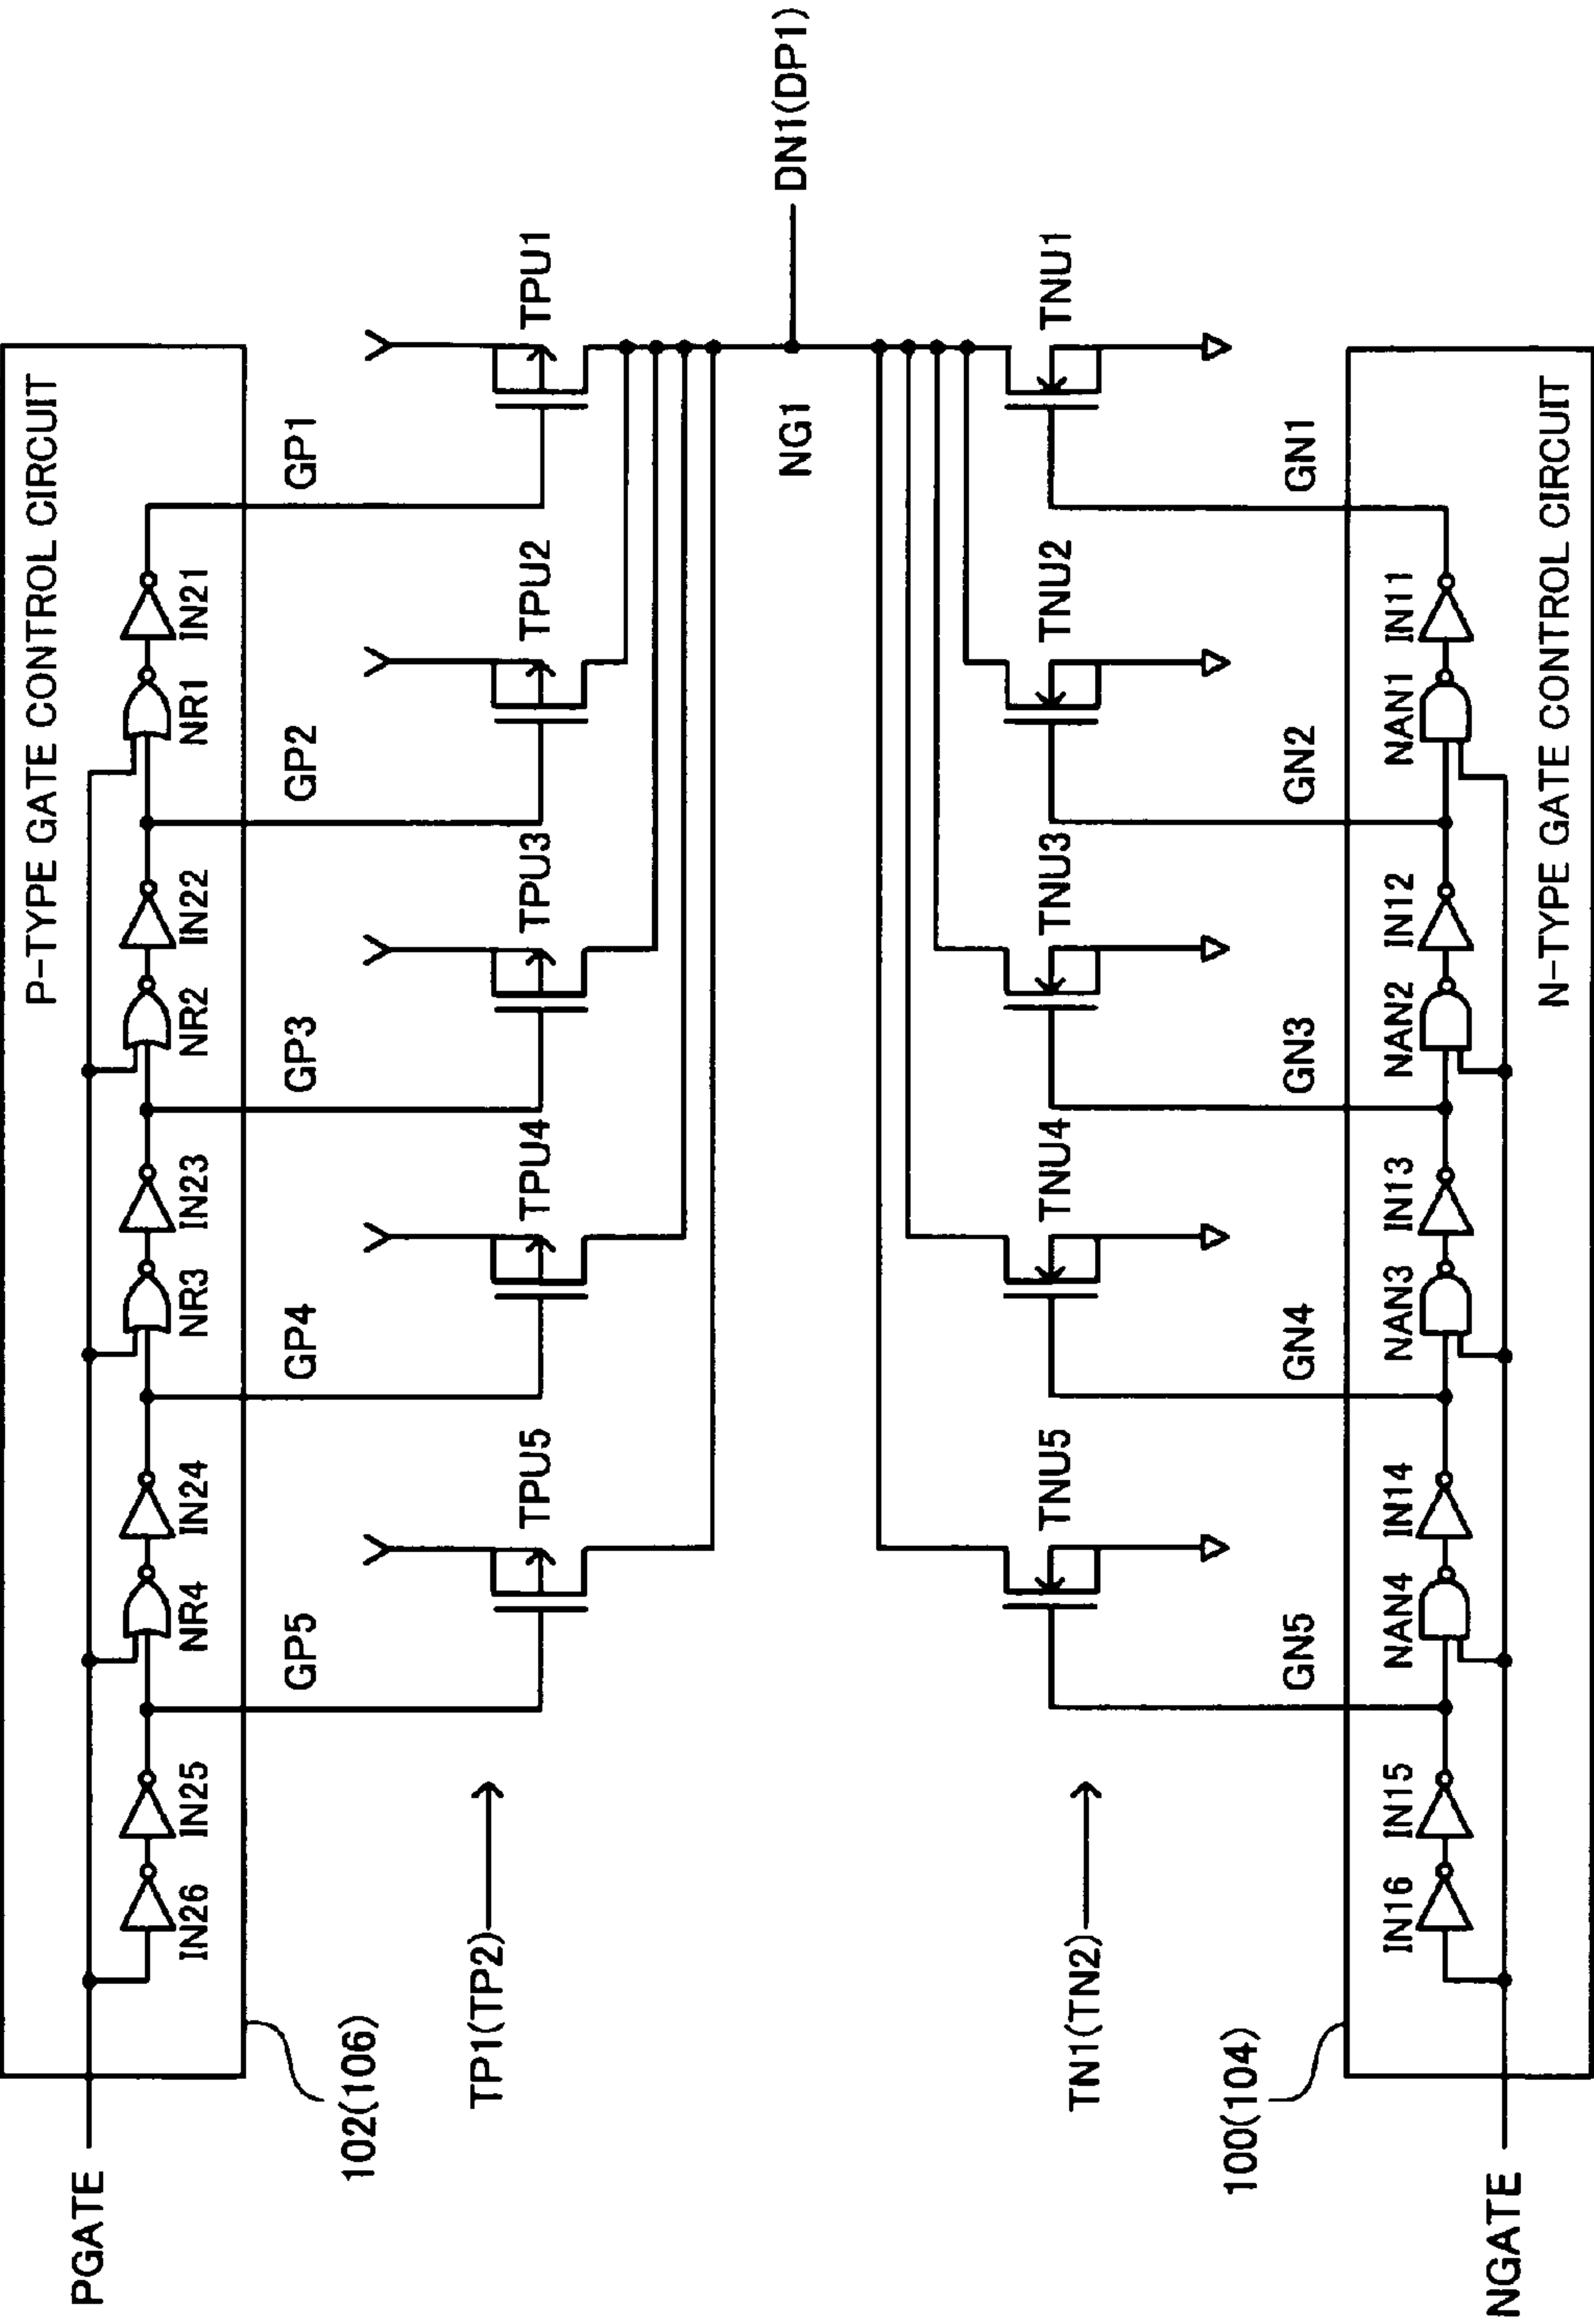 P-TYPE GATE CONTROL CIRCUIT
PGATE
IN26
IN25
NR4
IN24
NR3
IN23
NR2
IN22
NR1
IN21
102(106)
GP5
GP4
GP3
GP2
GP1
TP1(TP2)
TPU5
TPU4
TPU3
TPU2
TPU1
NG1
DN1(DP1)
TN1(TN2)
TNU5
TNU4
TNU3
TNU2
TNU1
100(104)
GN5
GN4
GN3
GN2
GN1
IN16
IN15
NAN4
IN14
NAN3
IN13
NAN2
IN12
NAN1
IN11
NGATE
N-TYPE GATE CONTROL CIRCUIT